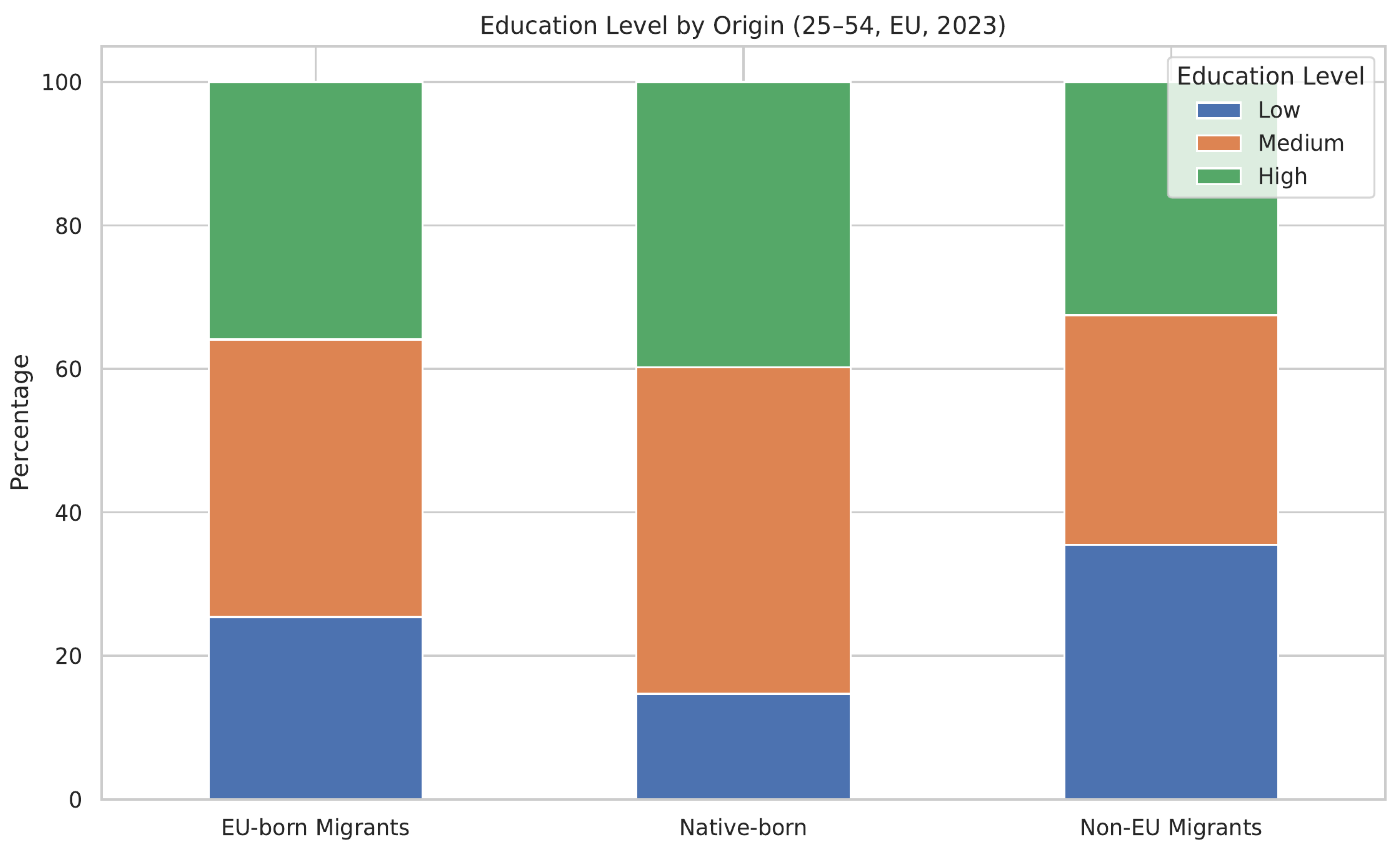 Education Level by Origin (25–54, EU, 2023)
Education Level
Low
Medium
High
Percentage
100
80
60
40
20
0
EU-born Migrants
Native-born
Non-EU Migrants